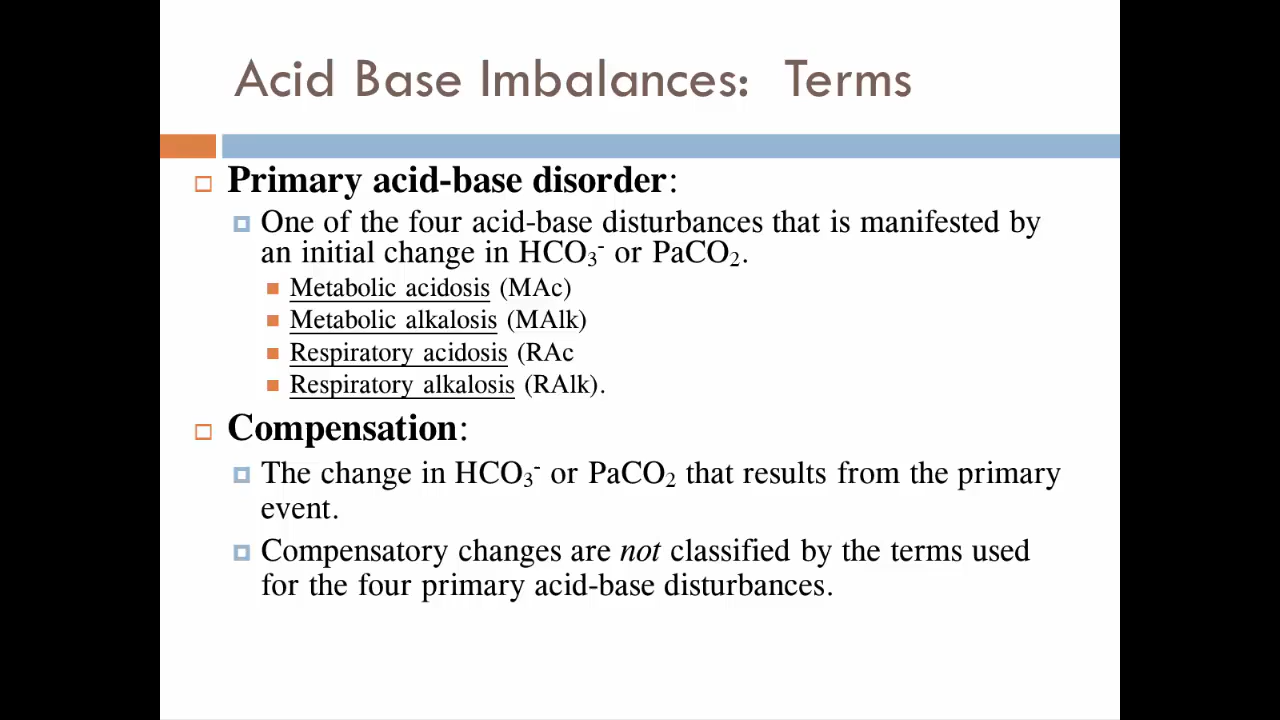 Acid Base Imbalances: Terms
Primary acid-base disorder:
One of the four acid-base disturbances that is manifested by
an initial change in HCO₃⁻ or PaCO₂.
Metabolic acidosis (MAc)
Metabolic alkalosis (MAlk)
Respiratory acidosis (RAc
Respiratory alkalosis (RAlk).
Compensation:
The change in HCO₃⁻ or PaCO₂ that results from the primary
event.
Compensatory changes are not classified by the terms used
for the four primary acid-base disturbances.